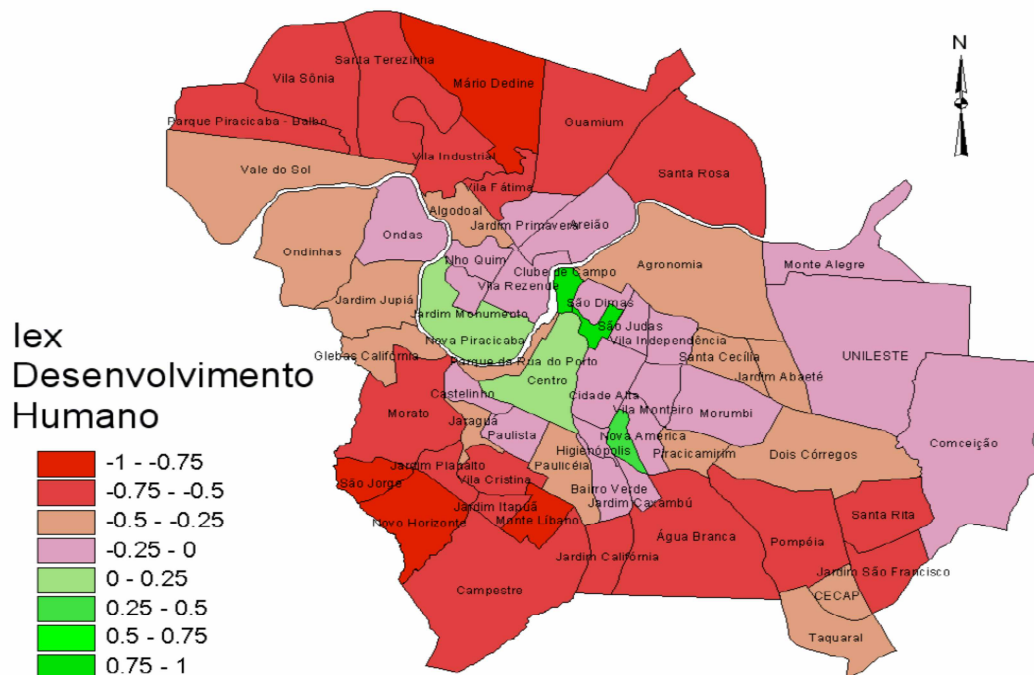 N
Santa Terezinha
Vila Sônia
Mário Dedine
Parque Piracicaba - Balbo
Guamium
Vila Industrial
Vale do Sol
Vila Fátima
Santa Rosa
Algodoal
Jardim Primavera
Areião
Ondas
Ondinhas
Nho Quim
Clube de Campo
Agronomia
Monte Alegre
Vila Rezende
Jardim Jupiá
São Dimas
Jardim Monumento
São Judas
Nova Piracicaba
Vila Independência
Glebas Califórnia
Parque da Rua do Porto
Santa Cecília
UNILESTE
Centro
Jardim Abaeté
Castelinho
Cidade Alta
Morato
Vila Monteiro
Morumbi
Jaraguá
Paulista
Nova América
Comceição
Higienópolis
Piracicamirim
Dois Córregos
Jardim Planalto
Paulicéia
Vila Cristina
São Jorge
Bairro Verde
Jardim Itapuã
Jardim Caxambú
Santa Rita
Novo Horizonte
Monte Líbano
Água Branca
Jardim Califórnia
Pompéia
Jardim São Francisco
Campestre
CECAP
Taquaral
Iex
Desenvolvimento
Humano
-1 - -0.75
-0.75 - -0.5
-0.5 - -0.25
-0.25 - 0
0 - 0.25
0.25 - 0.5
0.5 - 0.75
0.75 - 1